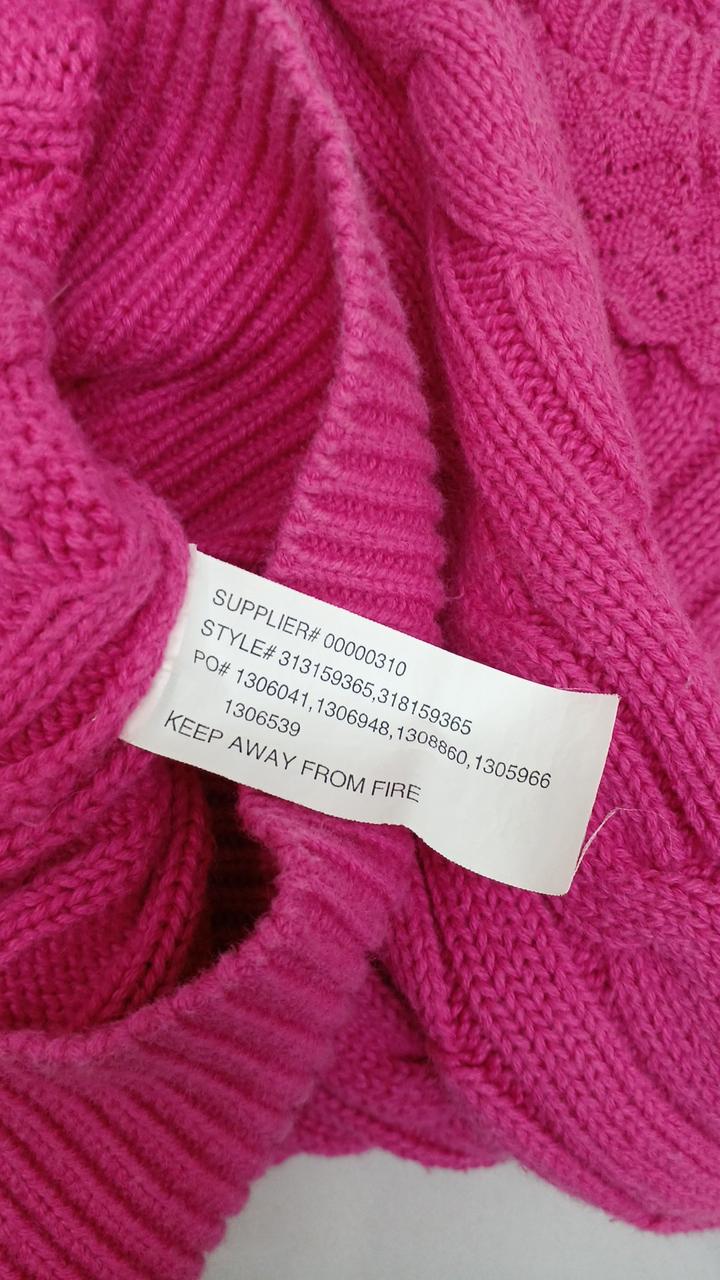 SUPPLIER# 00000310
STYLE# 313159365,318159365
PO# 1306041,1306948,1308860,1305966
1306539
KEEP AWAY FROM FIRE